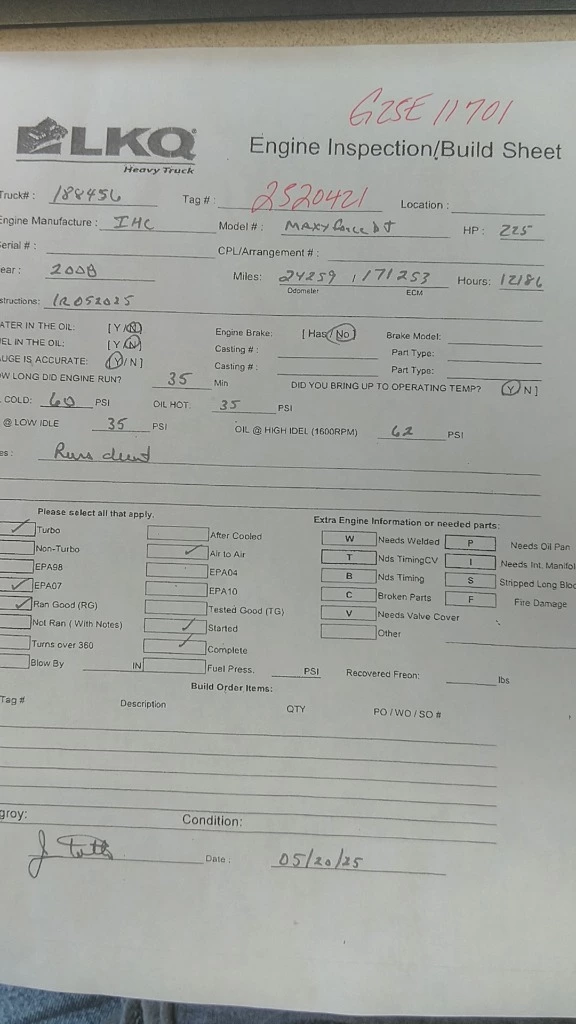 GZSE 11701
LKQ
Heavy Truck
Engine Inspection/Build Sheet
Truck# : 188456 Tag # : 2520421 Location :
Engine Manufacture : IHC Model # : MAXXforce DT HP: 225
Serial # : CPL/Arrangement # :
ear : 2008 Miles: 24259 / 171253 Hours: 12186
Odometer ECM
structions: IR052025
ATER IN THE OIL: [Y/N] Engine Brake: [Has/No] Brake Model:
EL IN THE OIL: [Y/N] Casting # : Part Type:
UGE IS ACCURATE: [Y/N] Casting # : Part Type:
W LONG DID ENGINE RUN? 35 Min DID YOU BRING UP TO OPERATING TEMP? [Y/N]
COLD: 60 PSI OIL HOT: 35 PSI
@ LOW IDLE 35 PSI OIL @ HIGH IDEL (1600RPM) 62 PSI
es : Runs
Please select all that apply. Extra Engine Information or needed parts:
✓ Turbo After Cooled W Needs Welded P Needs Oil Pan
Non-Turbo ✓ Air to Air T Nds TimingCV I Needs Int. Manifol
EPA98 EPA04 B Nds Timing S Stripped Long Bloc
✓ EPA07 EPA10 C Broken Parts F Fire Damage
✓ Ran Good (RG) Tested Good (TG) V Needs Valve Cover
Not Ran ( With Notes) ✓ Started Other
Turns over 360 ✓ Complete
Blow By IN Fuel Press. PSI Recovered Freon: lbs
Build Order Items:
Tag # Description QTY PO / WO / SO #
groy: Condition:
Date : 05/20/25